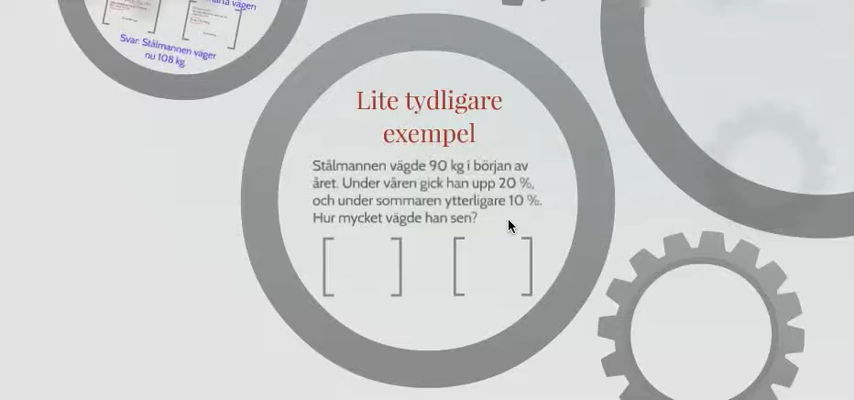 vägen
Svar: Stålmannen väger
nu 108 kg.
Lite tydligare
exempel
Stålmannen vägde 90 kg i början av
året. Under våren gick han upp 20 %,
och under sommaren ytterligare 10 %.
Hur mycket vägde han sen?